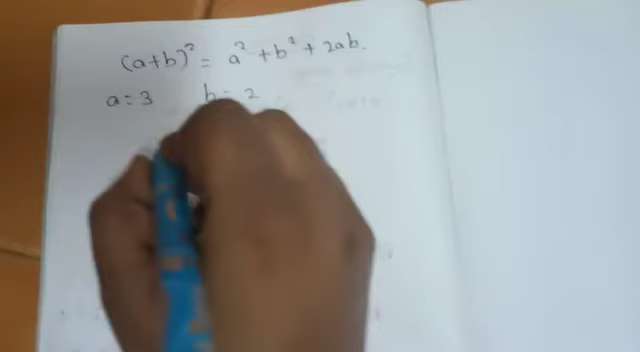 (a+b)² = a² + b² + 2ab.
a = 3 b = 2